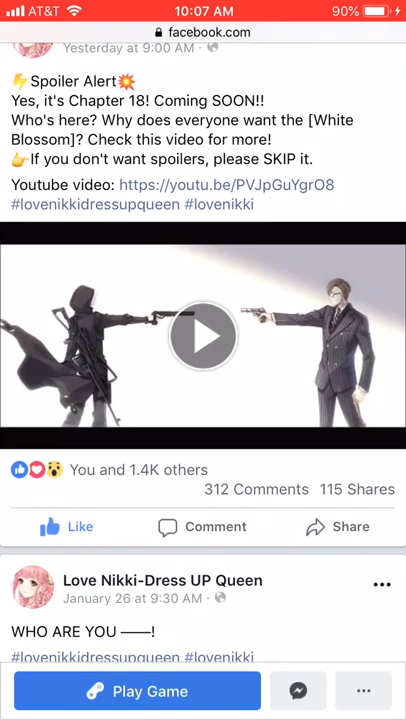 AT&T 10:07 AM 90%
facebook.com
Yesterday at 9:00 AM ·
⚡Spoiler Alert💥
Yes, it's Chapter 18! Coming SOON!!
Who's here? Why does everyone want the [White
Blossom]? Check this video for more!
👉If you don't want spoilers, please SKIP it.
Youtube video: https://youtu.be/PVJpGuYgrO8
#lovenikkidressupqueen #lovenikki
You and 1.4K others
312 Comments 115 Shares
Like Comment Share
Love Nikki-Dress UP Queen
January 26 at 9:30 AM ·
WHO ARE YOU ——!
#lovenikkidressupqueen #lovenikki
Play Game